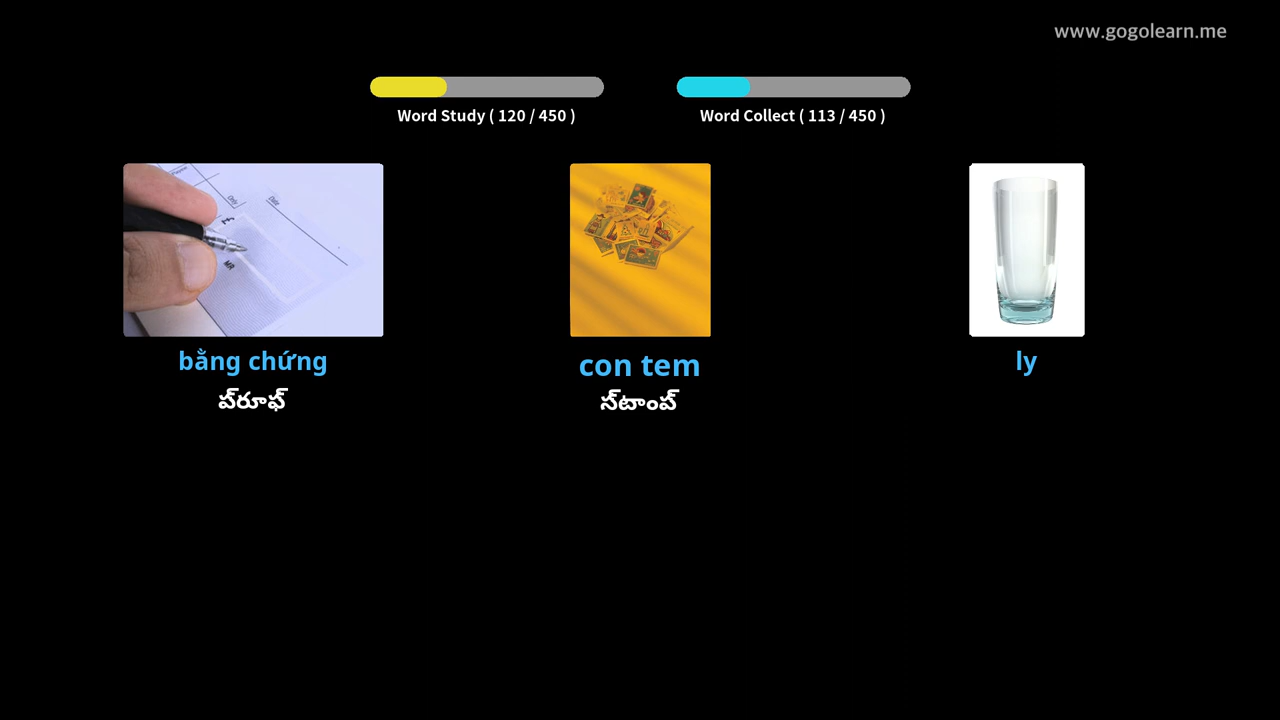 www.gogolearn.me
Word Study ( 120 / 450 )
Word Collect ( 113 / 450 )
bằng chứng
ప్‌రూఫ్
con tem
స్‌టాంప్
ly